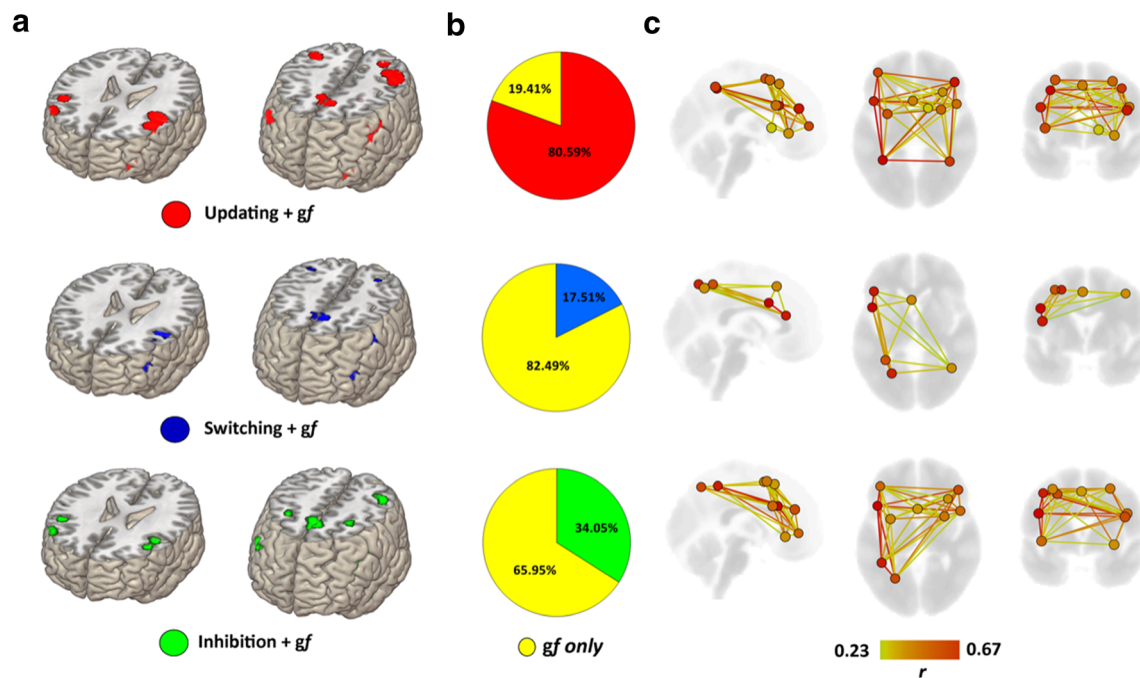 a
b
c
19.41%
80.59%
Updating + gf
17.51%
82.49%
Switching + gf
34.05%
65.95%
Inhibition + gf
gf only
0.23
0.67
r